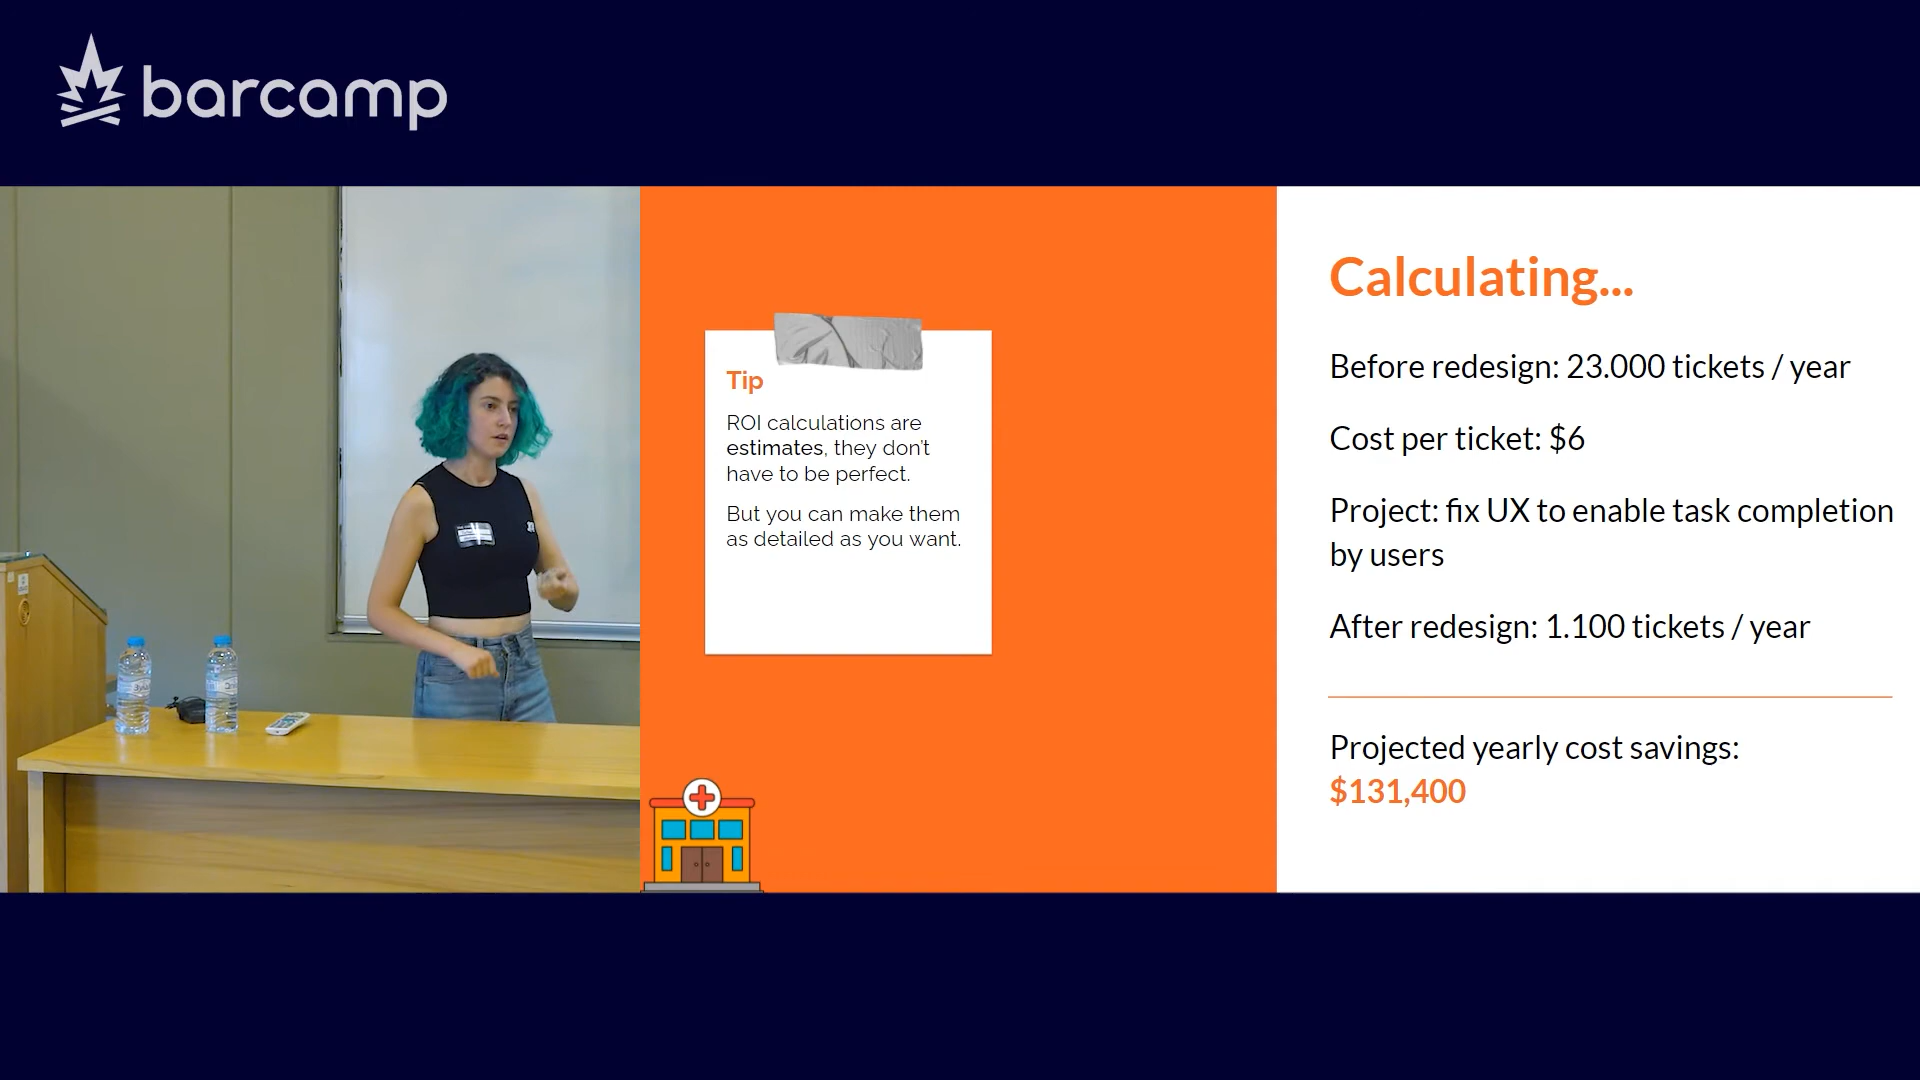 barcamp
Tip
ROI calculations are
estimates, they don't
have to be perfect.
But you can make them
as detailed as you want.
Calculating...
Before redesign: 23.000 tickets / year
Cost per ticket: $6
Project: fix UX to enable task completion
by users
After redesign: 1.100 tickets / year
Projected yearly cost savings:
$131,400